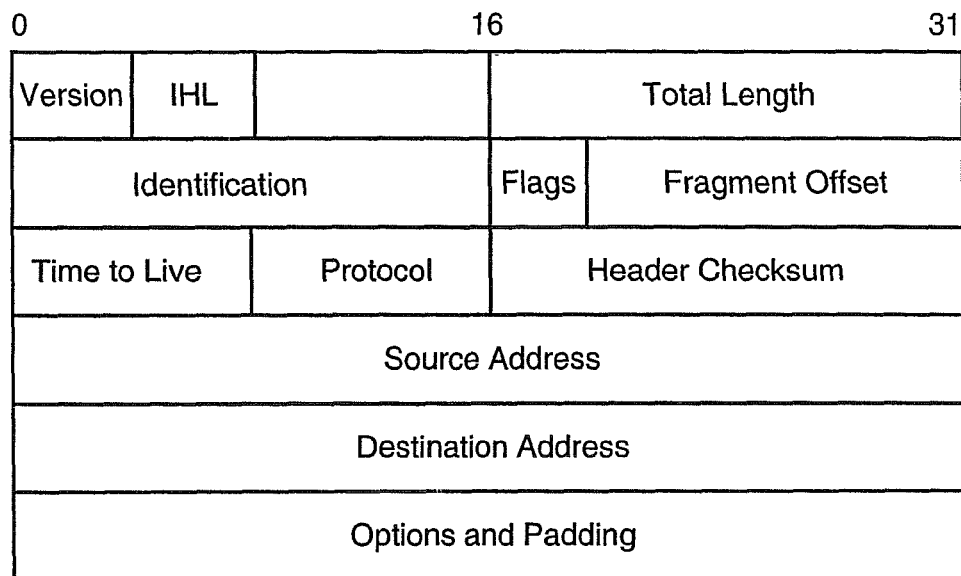 0 16 31
Version IHL Total Length
Identification Flags Fragment Offset
Time to Live Protocol Header Checksum
Source Address
Destination Address
Options and Padding